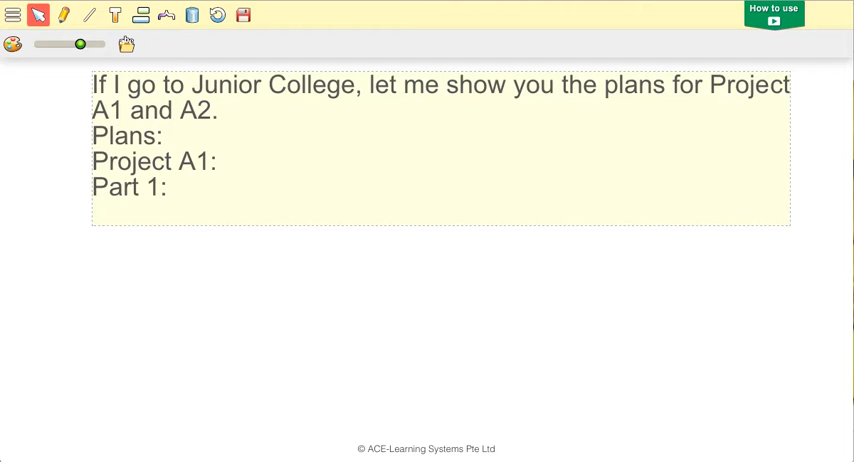 How to use
If I go to Junior College, let me show you the plans for Project
A1 and A2.
Plans:
Project A1:
Part 1:
© ACE-Learning Systems Pte Ltd